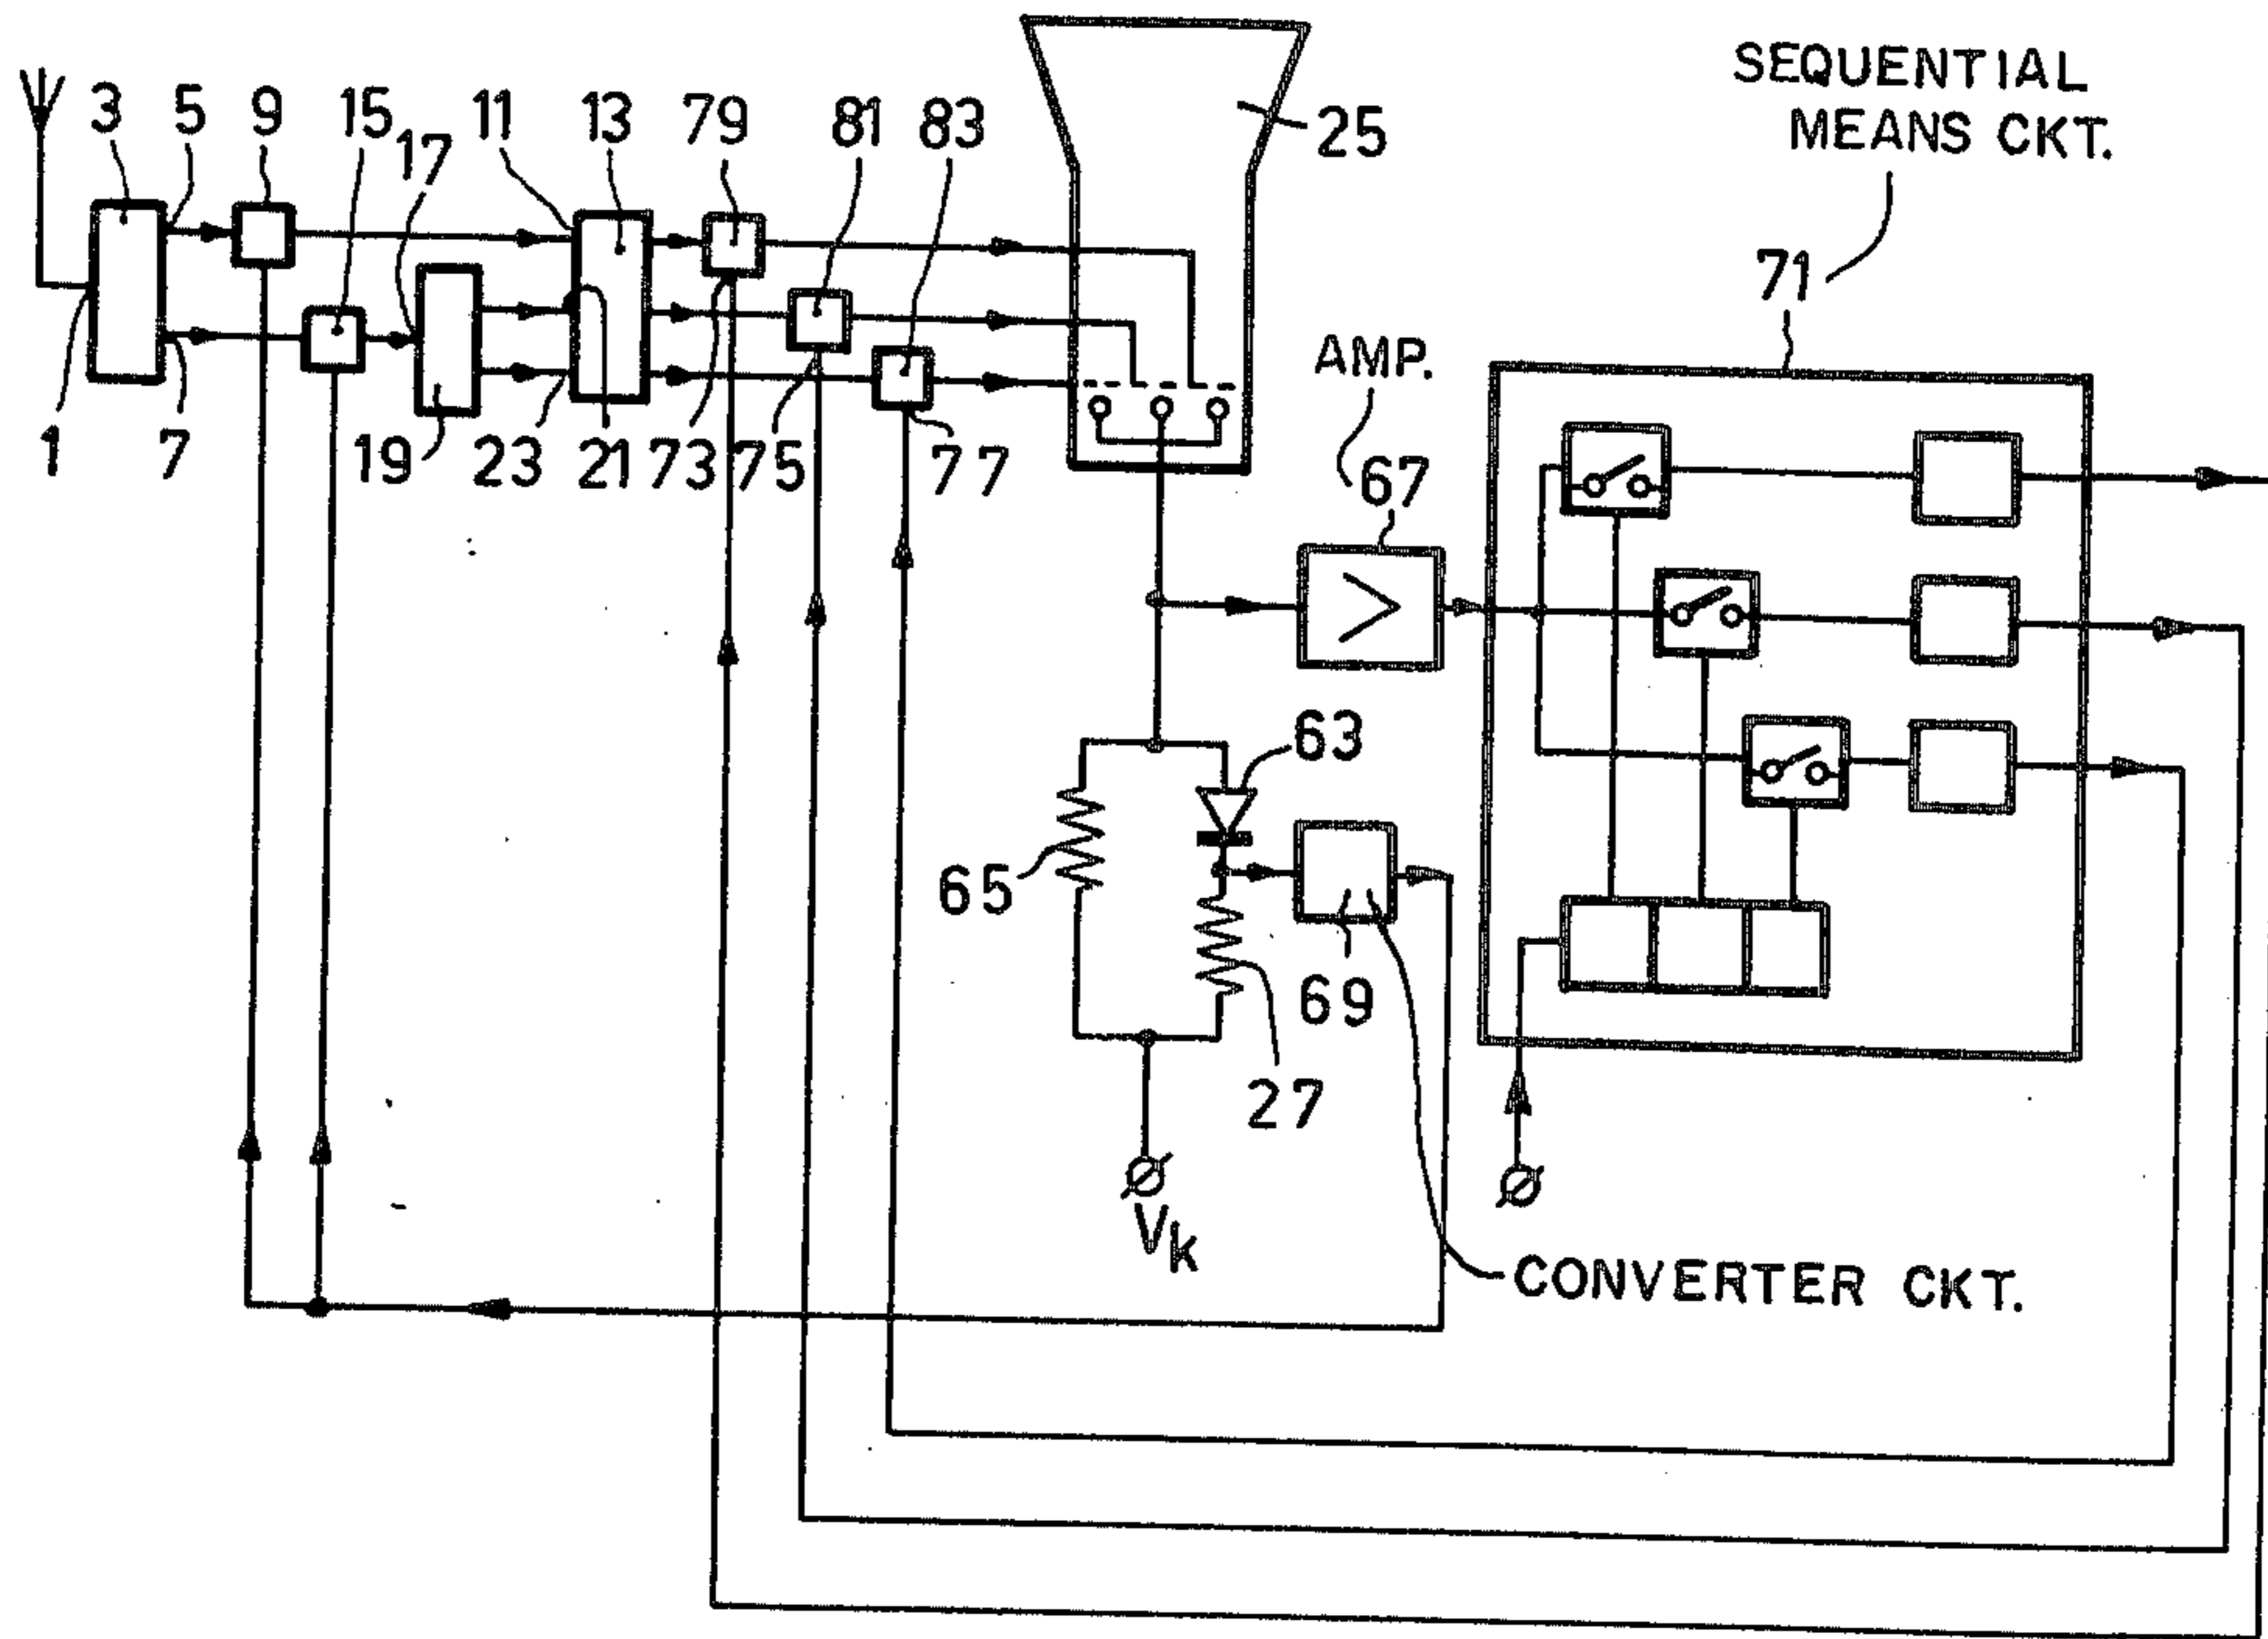 SEQUENTIAL
MEANS CKT.
3 5 9 15 17 11 13 79 81 83
25
71
AMP.
67
1 7 19 23 21 73 75 77
63
65
69
27
Vk
CONVERTER CKT.